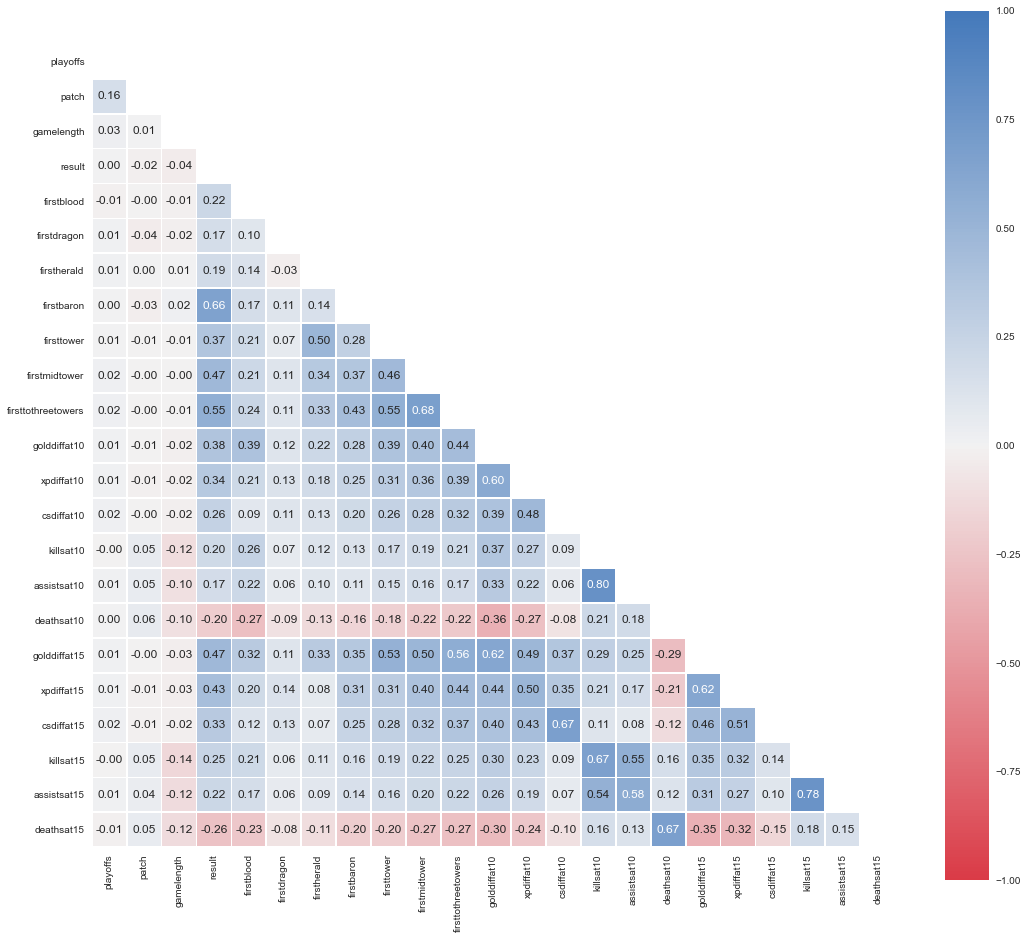 1.00
playoffs
patch 0.16
0.75
gamelength 0.03 0.01
result 0.00 -0.02 -0.04
firstblood -0.01 -0.00 -0.01 0.22
0.50
firstdragon 0.01 -0.04 -0.02 0.17 0.10
firstherald 0.01 0.00 0.01 0.19 0.14 -0.03
firstbaron 0.00 -0.03 0.02 0.66 0.17 0.11 0.14
0.25
firsttower 0.01 -0.01 -0.01 0.37 0.21 0.07 0.50 0.28
firstmidtower 0.02 -0.00 -0.00 0.47 0.21 0.11 0.34 0.37 0.46
firsttothreetowers 0.02 -0.00 -0.01 0.55 0.24 0.11 0.33 0.43 0.55 0.68
golddiffat10 0.01 -0.01 -0.02 0.38 0.39 0.12 0.22 0.28 0.39 0.40 0.44
0.00
xpdiffat10 0.01 -0.01 -0.02 0.34 0.21 0.13 0.18 0.25 0.31 0.36 0.39 0.60
csdiffat10 0.02 -0.00 -0.02 0.26 0.09 0.11 0.13 0.20 0.26 0.28 0.32 0.39 0.48
killsat10 -0.00 0.05 -0.12 0.20 0.26 0.07 0.12 0.13 0.17 0.19 0.21 0.37 0.27 0.09
−0.25
assistsat10 0.01 0.05 -0.10 0.17 0.22 0.06 0.10 0.11 0.15 0.16 0.17 0.33 0.22 0.06 0.80
deathsat10 0.00 0.06 -0.10 -0.20 -0.27 -0.09 -0.13 -0.16 -0.18 -0.22 -0.22 -0.36 -0.27 -0.08 0.21 0.18
golddiffat15 0.01 -0.00 -0.03 0.47 0.32 0.11 0.33 0.35 0.53 0.50 0.56 0.62 0.49 0.37 0.29 0.25 -0.29
−0.50
xpdiffat15 0.01 -0.01 -0.03 0.43 0.20 0.14 0.08 0.31 0.31 0.40 0.44 0.44 0.50 0.35 0.21 0.17 -0.21 0.62
csdiffat15 0.02 -0.01 -0.02 0.33 0.12 0.13 0.07 0.25 0.28 0.32 0.37 0.40 0.43 0.67 0.11 0.08 -0.12 0.46 0.51
killsat15 -0.00 0.05 -0.14 0.25 0.21 0.06 0.11 0.16 0.19 0.22 0.25 0.30 0.23 0.09 0.67 0.55 0.16 0.35 0.32 0.14
−0.75
assistsat15 0.01 0.04 -0.12 0.22 0.17 0.06 0.09 0.14 0.16 0.20 0.22 0.26 0.19 0.07 0.54 0.58 0.12 0.31 0.27 0.10 0.78
deathsat15 -0.01 0.05 -0.12 -0.26 -0.23 -0.08 -0.11 -0.20 -0.20 -0.27 -0.27 -0.30 -0.24 -0.10 0.16 0.13 0.67 -0.35 -0.32 -0.15 0.18 0.15
−1.00
playoffs
patch
gamelength
result
firstblood
firstdragon
firstherald
firstbaron
firsttower
firstmidtower
firsttothreetowers
golddiffat10
xpdiffat10
csdiffat10
killsat10
assistsat10
deathsat10
golddiffat15
xpdiffat15
csdiffat15
killsat15
assistsat15
deathsat15